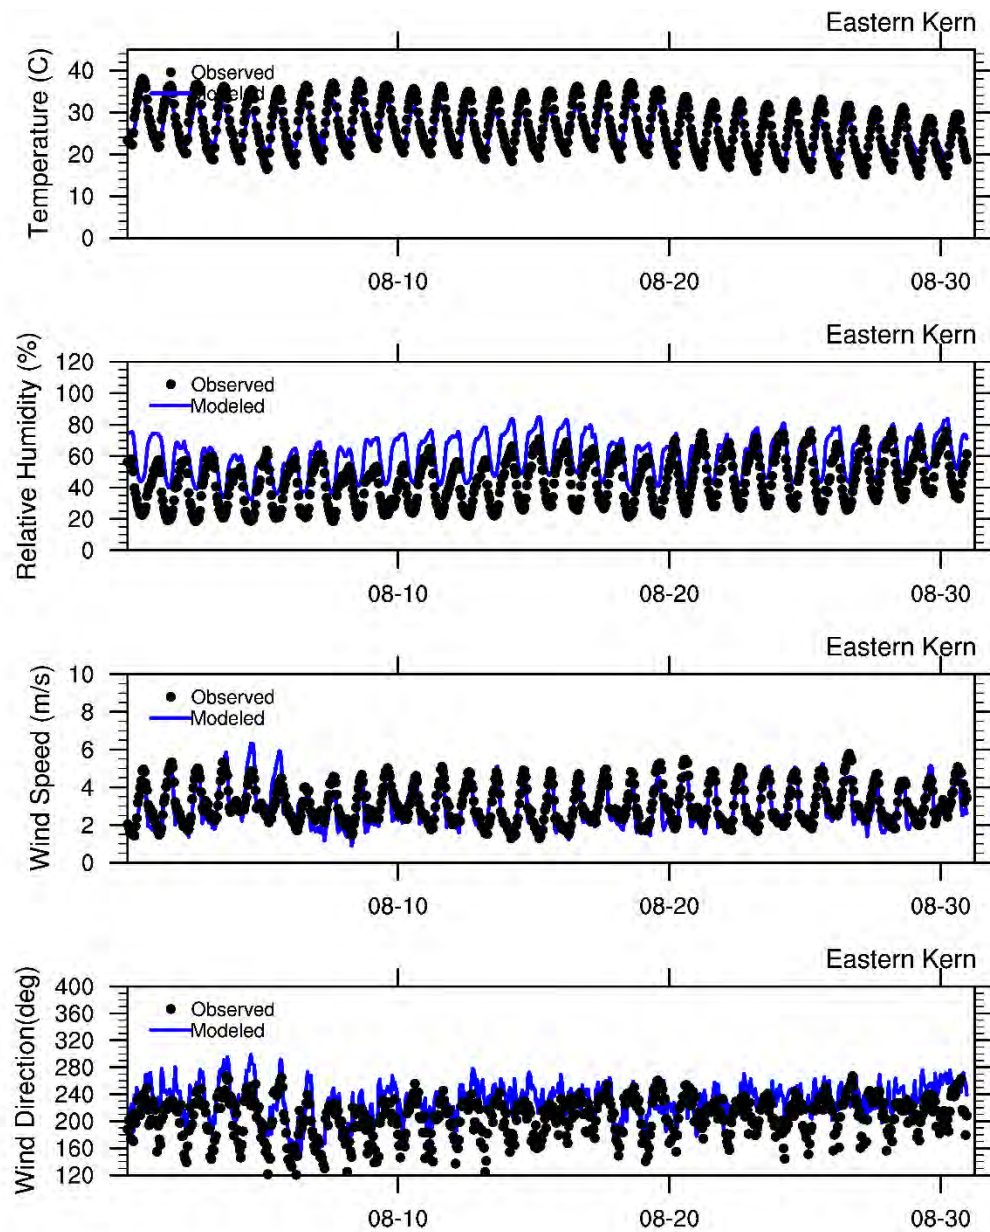 Eastern Kern
Temperature (C)
40
30
20
10
0
Observed
Modeled
08-10
08-20
08-30
Eastern Kern
Relative Humidity (%)
120
100
80
60
40
20
0
Observed
Modeled
08-10
08-20
08-30
Eastern Kern
Wind Speed (m/s)
10
8
6
4
2
0
Observed
Modeled
08-10
08-20
08-30
Eastern Kern
Wind Direction(deg)
400
360
320
280
240
200
160
120
Observed
Modeled
08-10
08-20
08-30